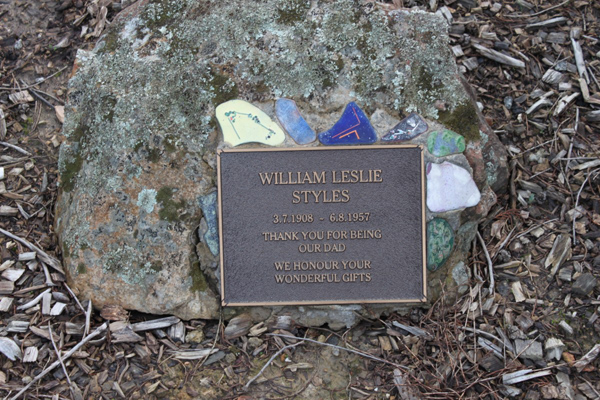 WILLIAM LESLIE
STYLES
3.7.1908 - 6.8.1957
THANK YOU FOR BEING
OUR DAD
WE HONOUR YOUR
WONDERFUL GIFTS